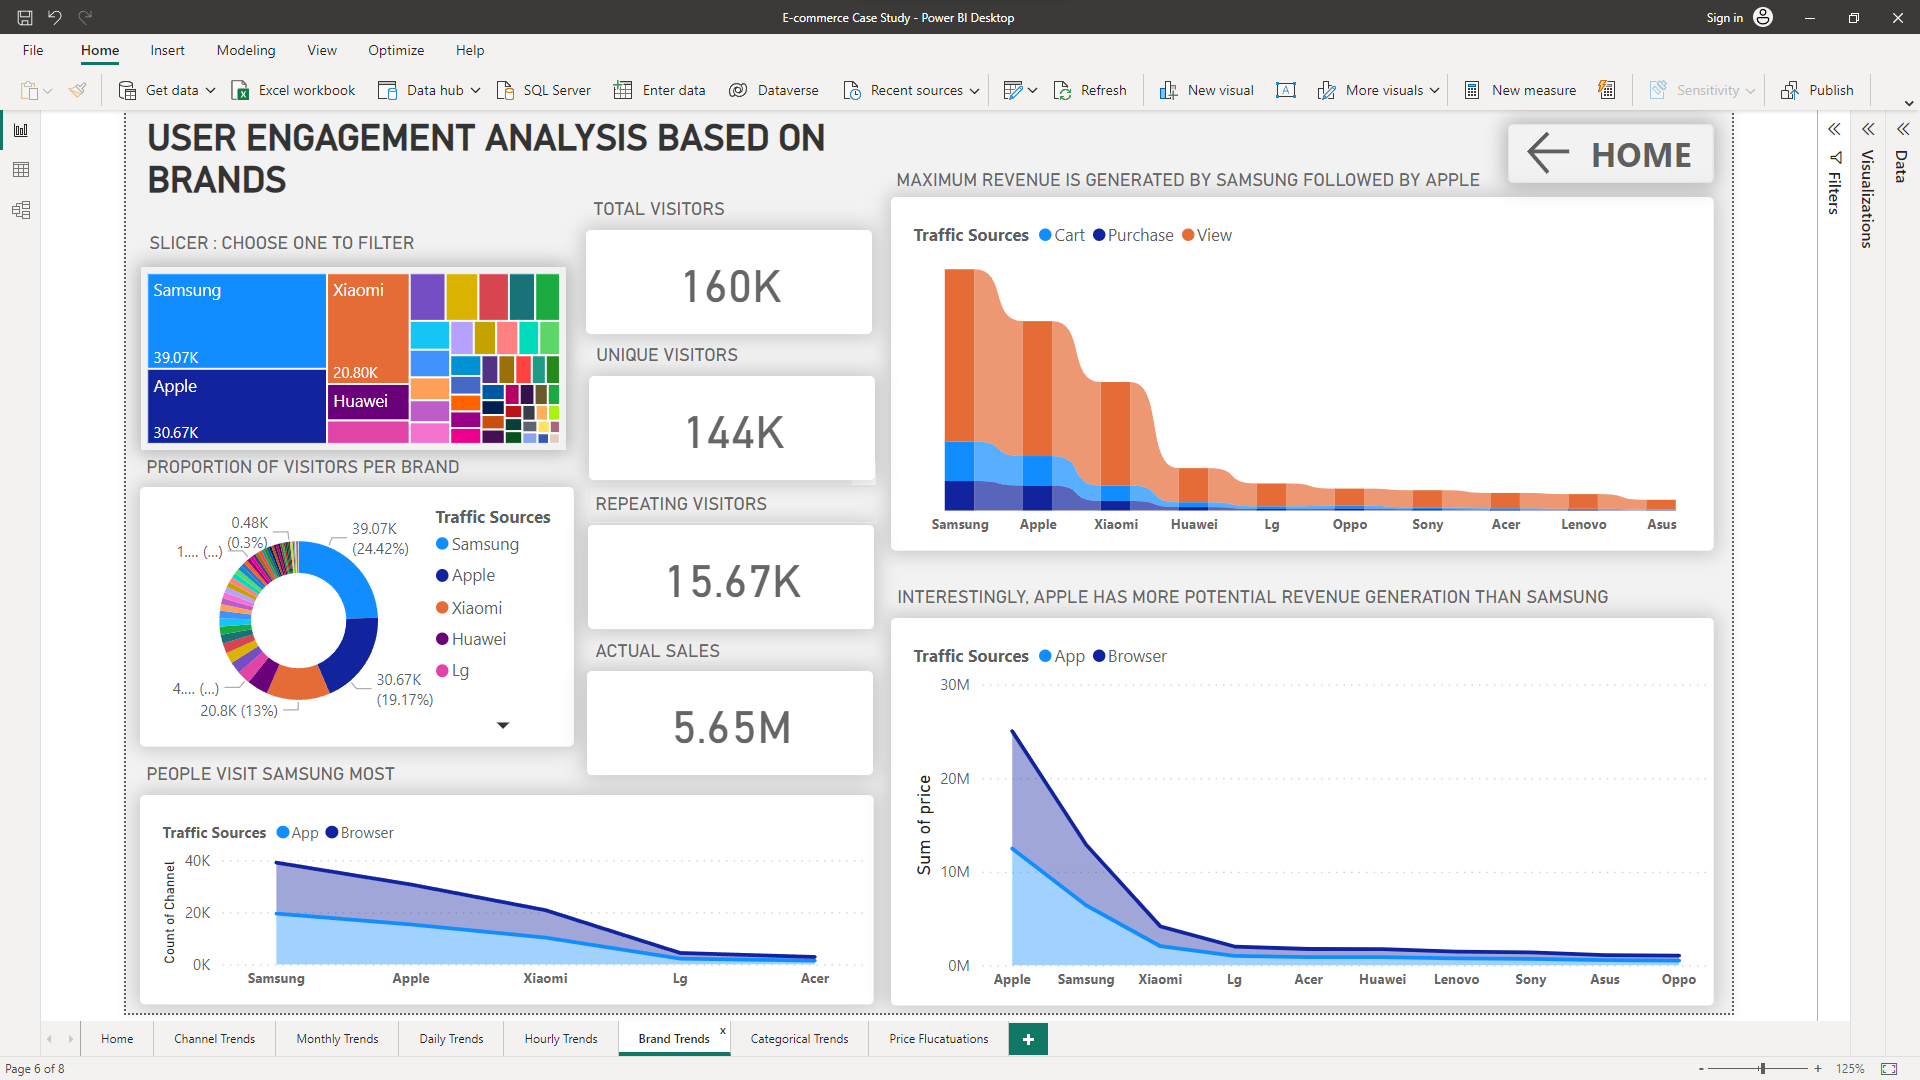 E-commerce Case Study - Power BI Desktop
Sign in
File
Home
Insert
Modeling
View
Optimize
Help
Get data
Excel workbook
Data hub
SQL Server
Enter data
Dataverse
Recent sources
Refresh
New visual
More visuals
New measure
Sensitivity
Publish
USER ENGAGEMENT ANALYSIS BASED ON
BRANDS
HOME
SLICER : CHOOSE ONE TO FILTER
Samsung
39.07K
Apple
30.67K
Xiaomi
20.80K
Huawei
PROPORTION OF VISITORS PER BRAND
Traffic Sources
Samsung
Apple
Xiaomi
Huawei
Lg
0.48K
(0.3%)
39.07K
(24.42%)
1.... (...)
4.... (...)
20.8K (13%)
30.67K
(19.17%)
TOTAL VISITORS
160K
UNIQUE VISITORS
144K
REPEATING VISITORS
15.67K
ACTUAL SALES
5.65M
PEOPLE VISIT SAMSUNG MOST
Traffic Sources App Browser
Count of Channel
40K
20K
0K
Samsung Apple Xiaomi Lg Acer
MAXIMUM REVENUE IS GENERATED BY SAMSUNG FOLLOWED BY APPLE
Traffic Sources Cart Purchase View
Samsung Apple Xiaomi Huawei Lg Oppo Sony Acer Lenovo Asus
INTERESTINGLY, APPLE HAS MORE POTENTIAL REVENUE GENERATION THAN SAMSUNG
Traffic Sources App Browser
Sum of price
30M
20M
10M
0M
Apple Samsung Xiaomi Lg Acer Huawei Lenovo Sony Asus Oppo
Filters
Visualizations
Data
Home
Channel Trends
Monthly Trends
Daily Trends
Hourly Trends
Brand Trends
x
Categorical Trends
Price Flucatuations
+
Page 6 of 8
- + 125%